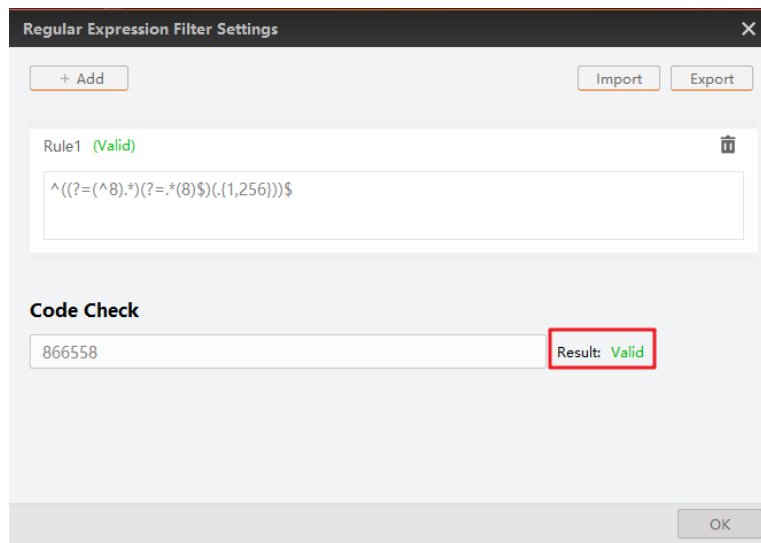 Regular Expression Filter Settings
+ Add
Import
Export
Rule1 (Valid)
^((?=(^8).*)(?=.*(8)$)(.{1,256}))$
Code Check
866558
Result: Valid
OK